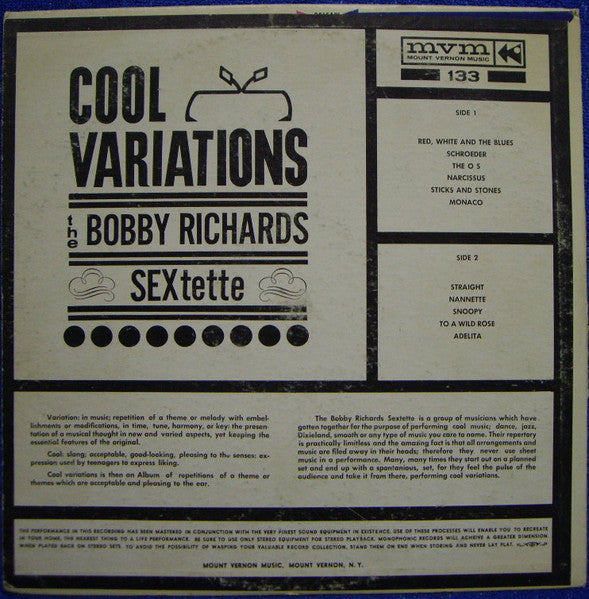 COOL
VARIATIONS
the BOBBY RICHARDS
SEXtette
mvm
MOUNT VERNON MUSIC
133
SIDE 1
RED, WHITE AND THE BLUES
SCHROEDER
THE O S
NARCISSUS
STICKS AND STONES
MONACO
SIDE 2
STRAIGHT
NANNETTE
SNOOPY
TO A WILD ROSE
ADELITA
Variation: in music; repetition of a theme or melody with embel-
lishments or modifications, in time, tune, harmony, or key: the presen-
tation of a musical thought in new and varied aspects, yet keeping the
essential features of the original.
Cool: slang; acceptable, good-looking, pleasing to the senses; ex-
pression used by teenagers to express liking.
Cool variations is then an Album of repetitions of a theme or
themes which are acceptable and pleasing to the ear.
The Bobby Richards Sextette is a group of musicians which have
gotten together for the purpose of performing cool music; dance, jazz,
Dixieland, smooth or any type of music you care to name. Their repertory
is practically limitless and the amazing fact is that all arrangements and
music are filed away in their heads; therefore they never use sheet
music in a performance. Many, many times they start out on a planned
set and end up with a spontanious, set, for they feel the pulse of the
audience and take it from there, performing cool variations.
THE PERFORMANCE IN THIS RECORDING HAS BEEN MASTERED IN CONJUNCTION WITH THE VERY FINEST SOUND EQUIPMENT IN EXISTENCE. USE OF THESE PROCESSES WILL ENABLE YOU TO RECREATE
IN YOUR HOME, THE NEAREST THING TO A LIFE PERFORMANCE. BE SURE TO USE ONLY STEREO EQUIPMENT FOR STEREO PLAYBACK. MONOPHONIC RECORDS WILL ACHEIVE A GREATER DIMENSION
WHEN PLAYED BACK ON STEREO SETS. TO AVOID THE POSSIBILITY OF WARPING YOUR VALUABLE RECORD COLLECTION, STAND THEM ON END WHEN STORING AND NEVER LAY FLAT.
MOUNT VERNON MUSIC, MOUNT VERNON, N. Y.